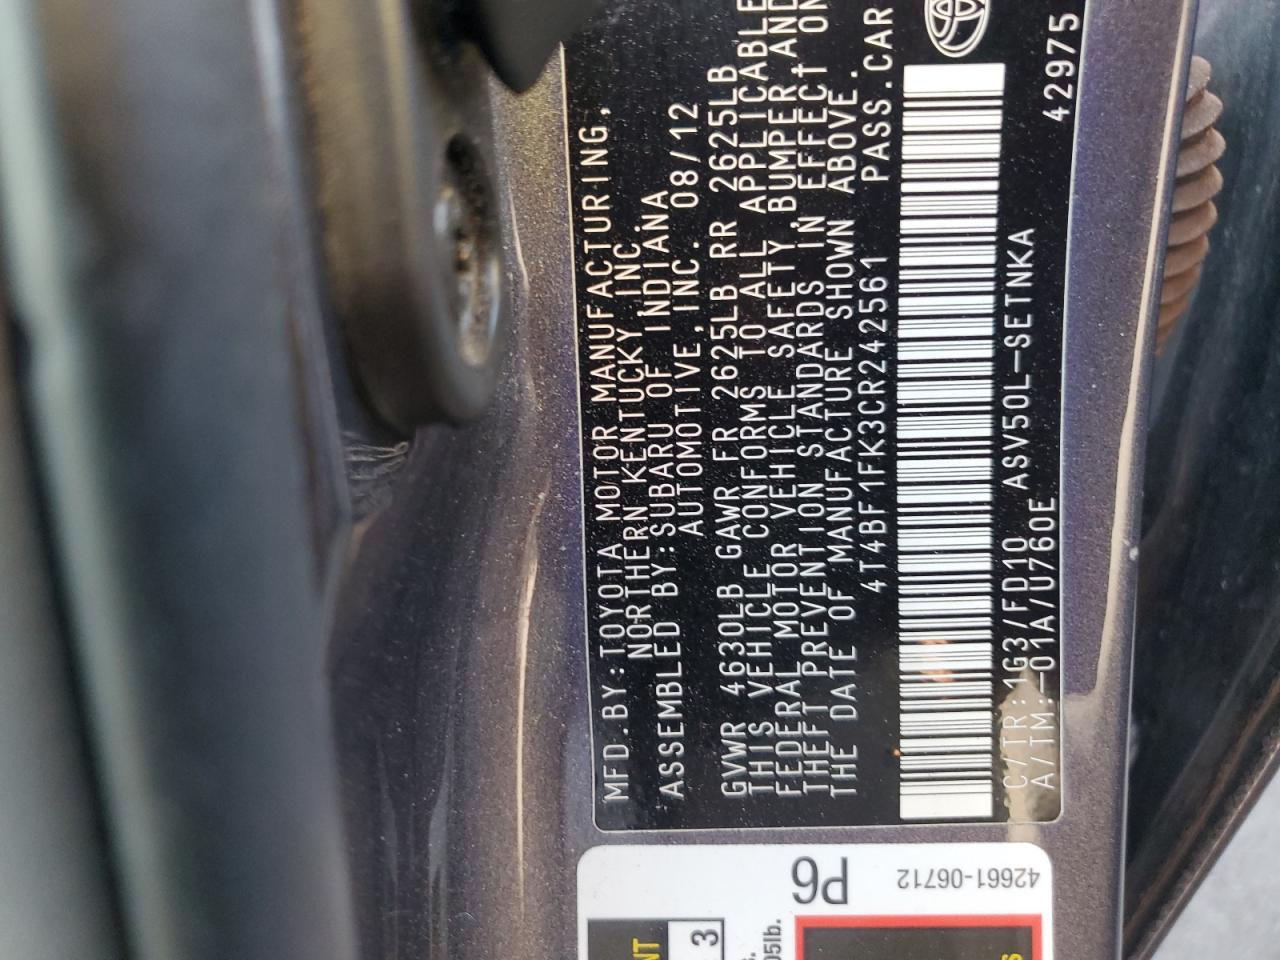 MFD.BY:TOYOTA MOTOR MANUFACTURING,
NORTHERN KENTUCKY,INC.
ASSEMBLED BY:SUBARU OF INDIANA
AUTOMOTIVE,INC. 08/12
GVWR 4630LB GAWR FR 2625LB RR 2625LB
THIS VEHICLE CONFORMS TO ALL APPLICABLE
FEDERAL MOTOR VEHICLE SAFETY,BUMPER AND
THEFT PREVENTION STANDARDS IN EFFECT ON
THE DATE OF MANUFACTURE SHOWN ABOVE.
4T4BF1FK3CR242561 PASS.CAR
C/TR:1G3/FD10 ASV50L-SETNKA
A/TM:-01A/U760E 42975
P6
42661-06712
NT
3
05lb.